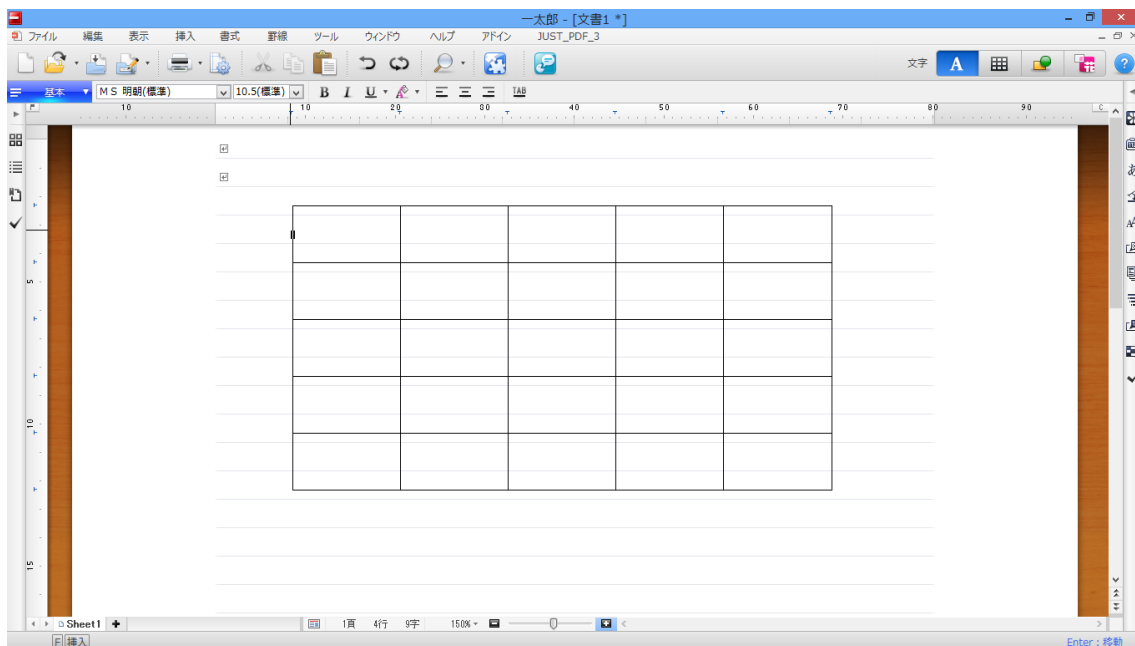 一太郎 - [文書1 *]
ファイル 編集 表示 挿入 書式 罫線 ツール ウィンドウ ヘルプ アドイン JUST_PDF_3
文字 A
基本 ＭＳ 明朝(標準) 10.5(標準) B I U TAB
10 10 20 30 40 50 60 70 80 90
5
10
15
Sheet1 1頁 4行 9字 150%
挿入 Enter : 移動